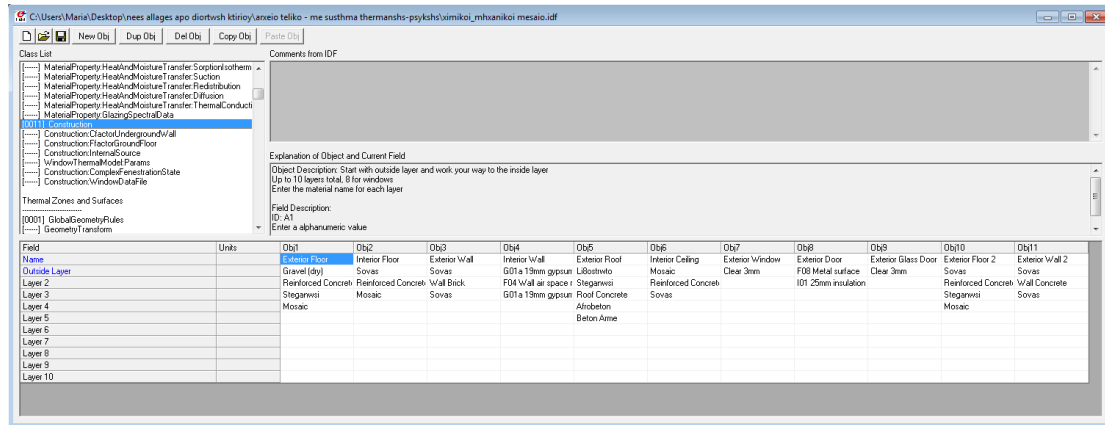 C:\Users\Maria\Desktop\nees allages apo diortwsh ktirioy\arxeio teliko - me susthma thermanshs-psykshs\ximikoi_mhxanikoi mesaio.idf
New Obj Dup Obj Del Obj Copy Obj Paste Obj
Class List Comments from IDF
[------] MaterialProperty:HeatAndMoistureTransfer:SorptionIsotherm
[------] MaterialProperty:HeatAndMoistureTransfer:Suction
[------] MaterialProperty:HeatAndMoistureTransfer:Redistribution
[------] MaterialProperty:HeatAndMoistureTransfer:Diffusion
[------] MaterialProperty:HeatAndMoistureTransfer:ThermalConducti
[------] MaterialProperty:GlazingSpectralData
[0011] Construction
[------] Construction:CfactorUndergroundWall
[------] Construction:FfactorGroundFloor
[------] Construction:InternalSource
[------] WindowThermalModel:Params
[------] Construction:ComplexFenestrationState
[------] Construction:WindowDataFile
Thermal Zones and Surfaces
-------------------------
[0001] GlobalGeometryRules
[------] GeometryTransform
Explanation of Object and Current Field
Object Description: Start with outside layer and work your way to the inside layer
Up to 10 layers total, 8 for windows
Enter the material name for each layer
Field Description:
ID: A1
Enter a alphanumeric value
Field Units Obj1 Obj2 Obj3 Obj4 Obj5 Obj6 Obj7 Obj8 Obj9 Obj10 Obj11
Name Exterior Floor Interior Floor Exterior Wall Interior Wall Exterior Roof Interior Ceiling Exterior Window Exterior Door Exterior Glass Door Exterior Floor 2 Exterior Wall 2
Outside Layer Gravel (dry) Sovas Sovas G01a 19mm gypsum Li8ostrwto Mosaic Clear 3mm F08 Metal surface Clear 3mm Sovas Sovas
Layer 2 Reinforced Concret Reinforced Concret Wall Brick F04 Wall air space r Steganwsi Reinforced Concret I01 25mm insulation Reinforced Concret Wall Concrete
Layer 3 Steganwsi Mosaic Sovas G01a 19mm gypsum Roof Concrete Sovas Steganwsi Sovas
Layer 4 Mosaic Afrobeton Mosaic
Layer 5 Beton Arme
Layer 6
Layer 7
Layer 8
Layer 9
Layer 10